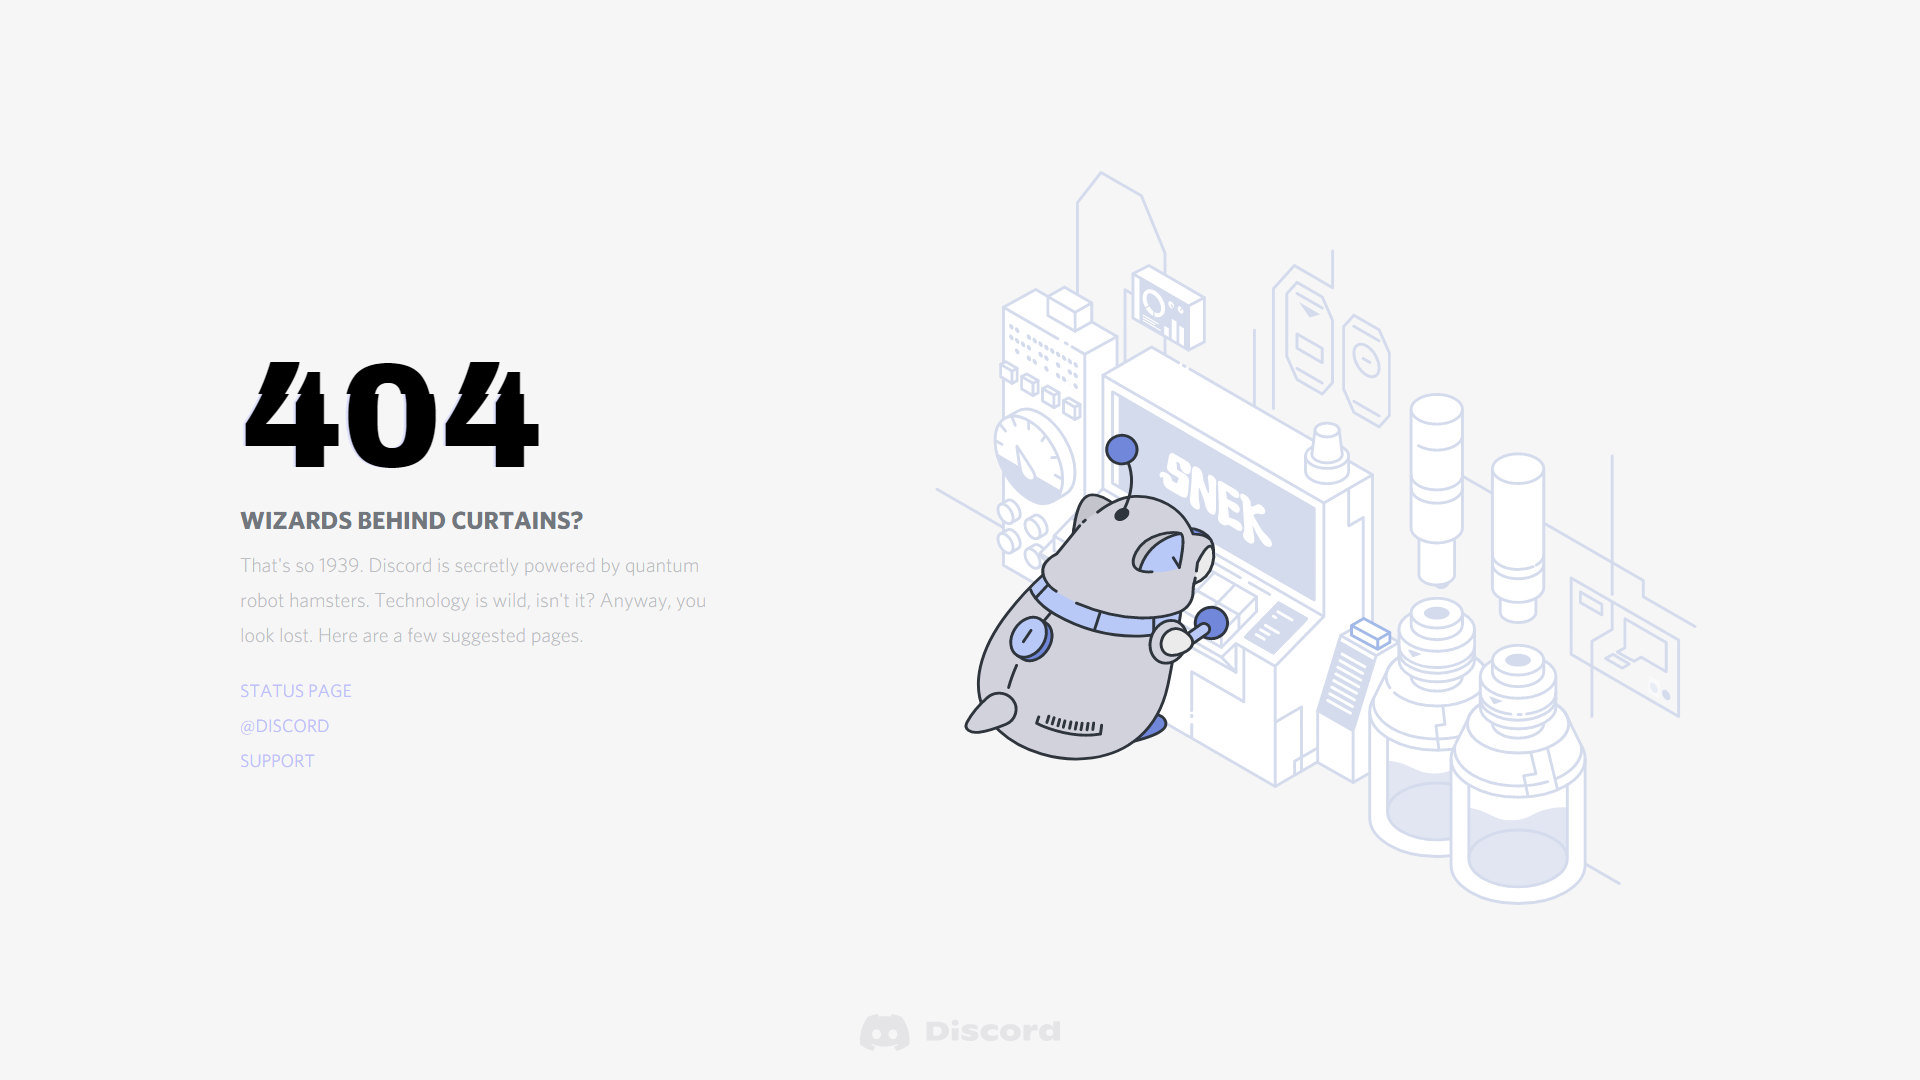 404
WIZARDS BEHIND CURTAINS?
That's so 1939. Discord is secretly powered by quantum
robot hamsters. Technology is wild, isn't it? Anyway, you
look lost. Here are a few suggested pages.
STATUS PAGE
@DISCORD
SUPPORT
SNEK
Discord